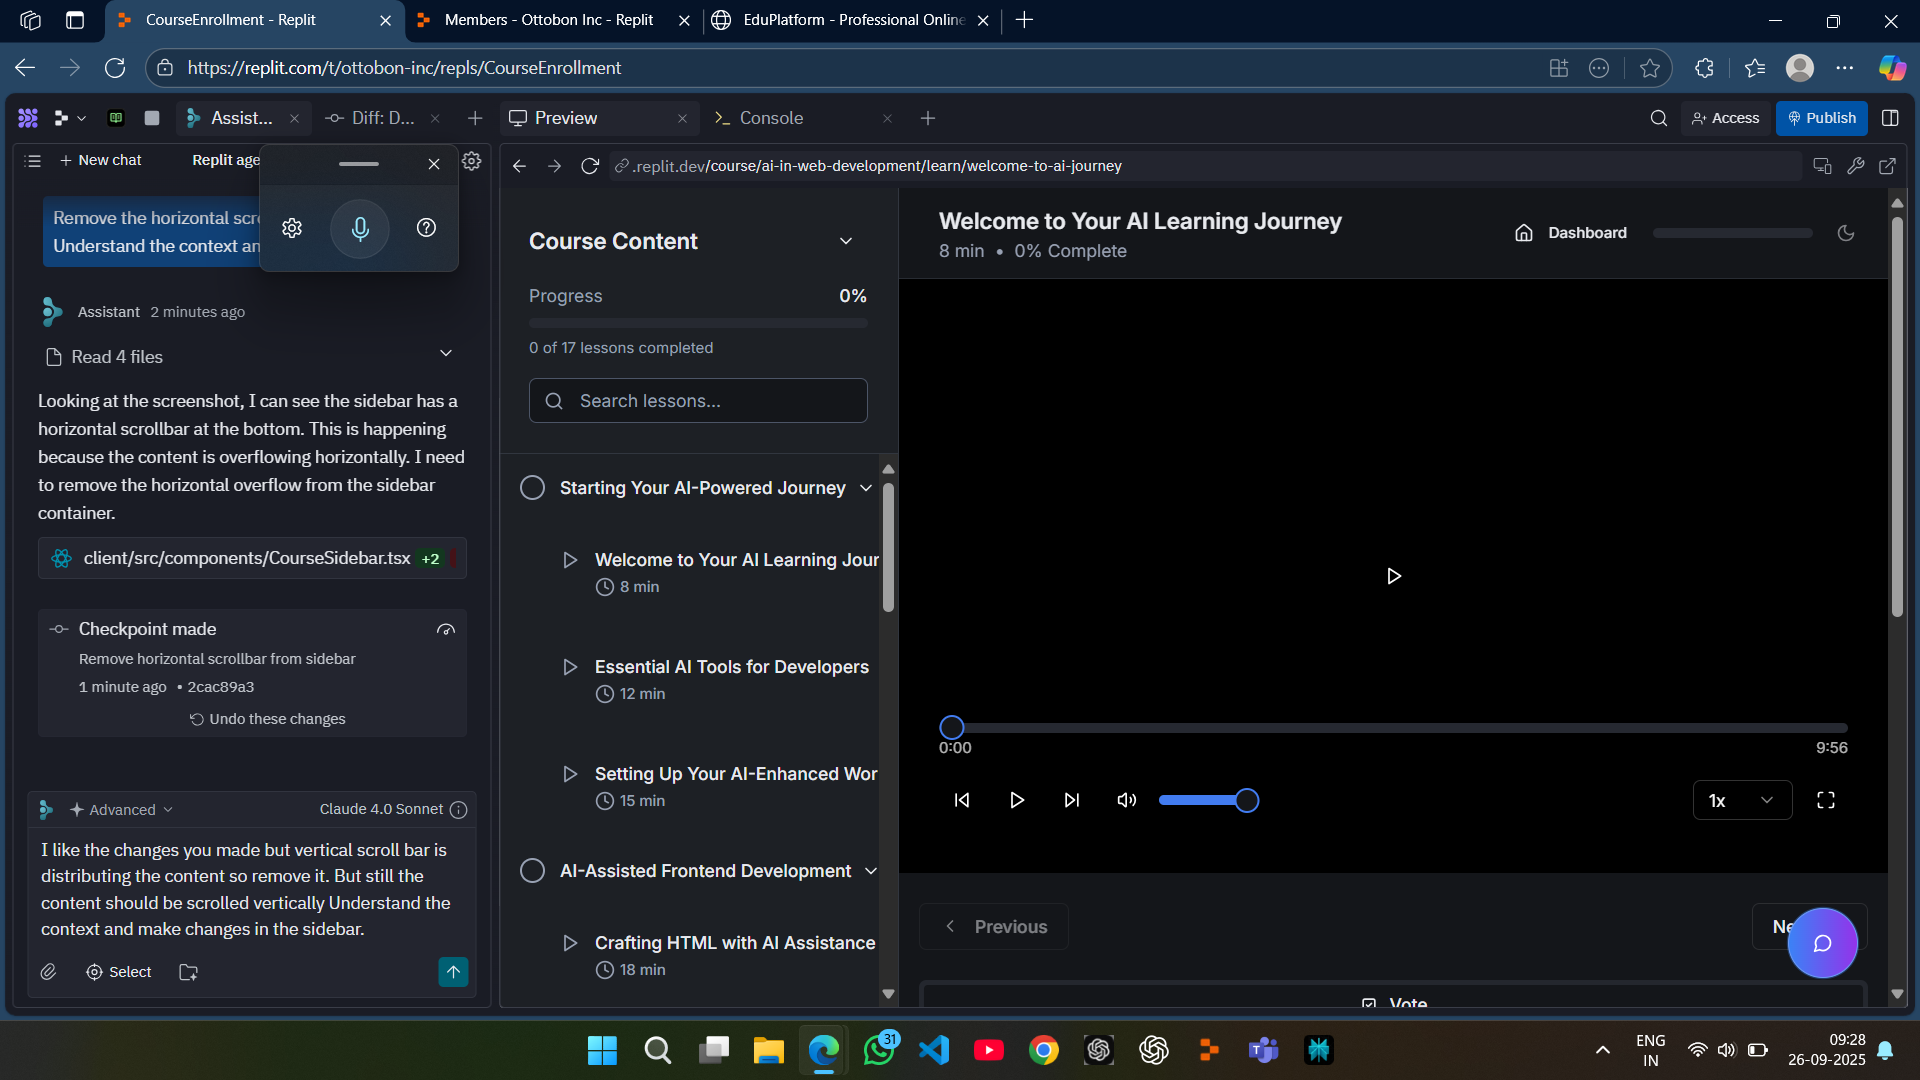 CourseEnrollment - Replit
Members - Ottobon Inc - Replit
EduPlatform - Professional Online
https://replit.com/t/ottobon-inc/repls/CourseEnrollment
Assist...
Diff: D...
Preview
Console
Access
Publish
New chat
Replit age
.replit.dev/course/ai-in-web-development/learn/welcome-to-ai-journey
Remove the horizontal scr
Understand the context an
Assistant 2 minutes ago
Read 4 files
Looking at the screenshot, I can see the sidebar has a
horizontal scrollbar at the bottom. This is happening
because the content is overflowing horizontally. I need
to remove the horizontal overflow from the sidebar
container.
client/src/components/CourseSidebar.tsx +2
Checkpoint made
Remove horizontal scrollbar from sidebar
1 minute ago • 2cac89a3
Undo these changes
Advanced
Claude 4.0 Sonnet
I like the changes you made but vertical scroll bar is
distributing the content so remove it. But still the
content should be scrolled vertically Understand the
context and make changes in the sidebar.
Select
Course Content
Progress 0%
0 of 17 lessons completed
Search lessons...
Starting Your AI-Powered Journey
Welcome to Your AI Learning Jour
8 min
Essential AI Tools for Developers
12 min
Setting Up Your AI-Enhanced Wor
15 min
AI-Assisted Frontend Development
Crafting HTML with AI Assistance
18 min
Welcome to Your AI Learning Journey
8 min • 0% Complete
Dashboard
0:00
9:56
1x
Previous
Ne
Vote
31
ENG
IN
09:28
26-09-2025